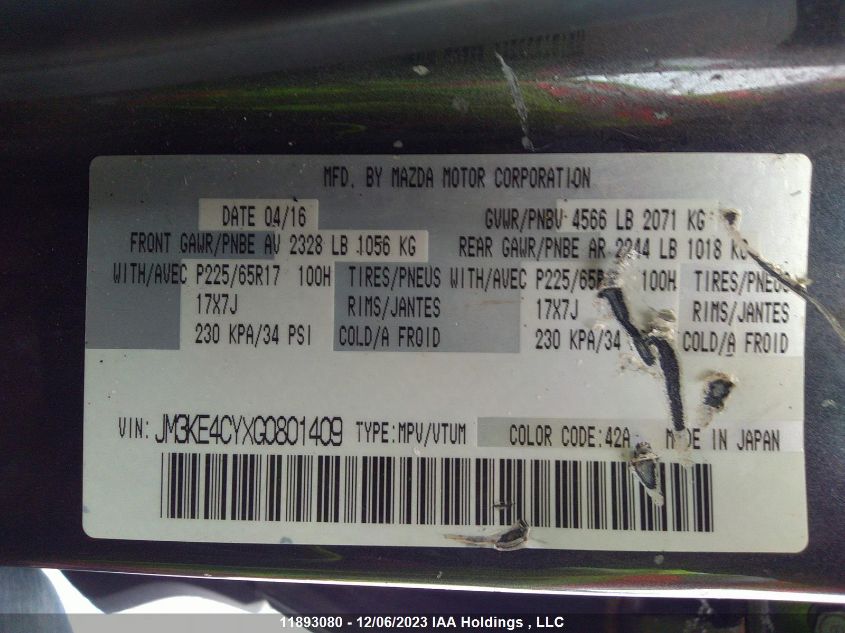 MFD. BY MAZDA MOTOR CORPORATION
DATE 04/16 GVWR/PNBV 4566 LB 2071 KG
FRONT GAWR/PNBE AV 2328 LB 1056 KG REAR GAWR/PNBE AR 2244 LB 1018 KG
WITH/AVEC P225/65R17 100H TIRES/PNEUS WITH/AVEC 100H TIRES/PNEUS
17X7J RIMS/JANTES 17X7J RIMS/JANTES
230 KPA/34 PSI COLD/A FROID 230 KPA/34 COLD/A FROID
VIN: JM3KE4CYXG0801409 TYPE:MPV/VTUM COLOR CODE:42A IN JAPAN
11893080 - 12/06/2023 IAA Holdings , LLC